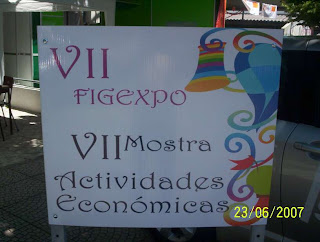 VII
FIGEXPO
VII Mostra
Actividades
Económicas
23/06/2007